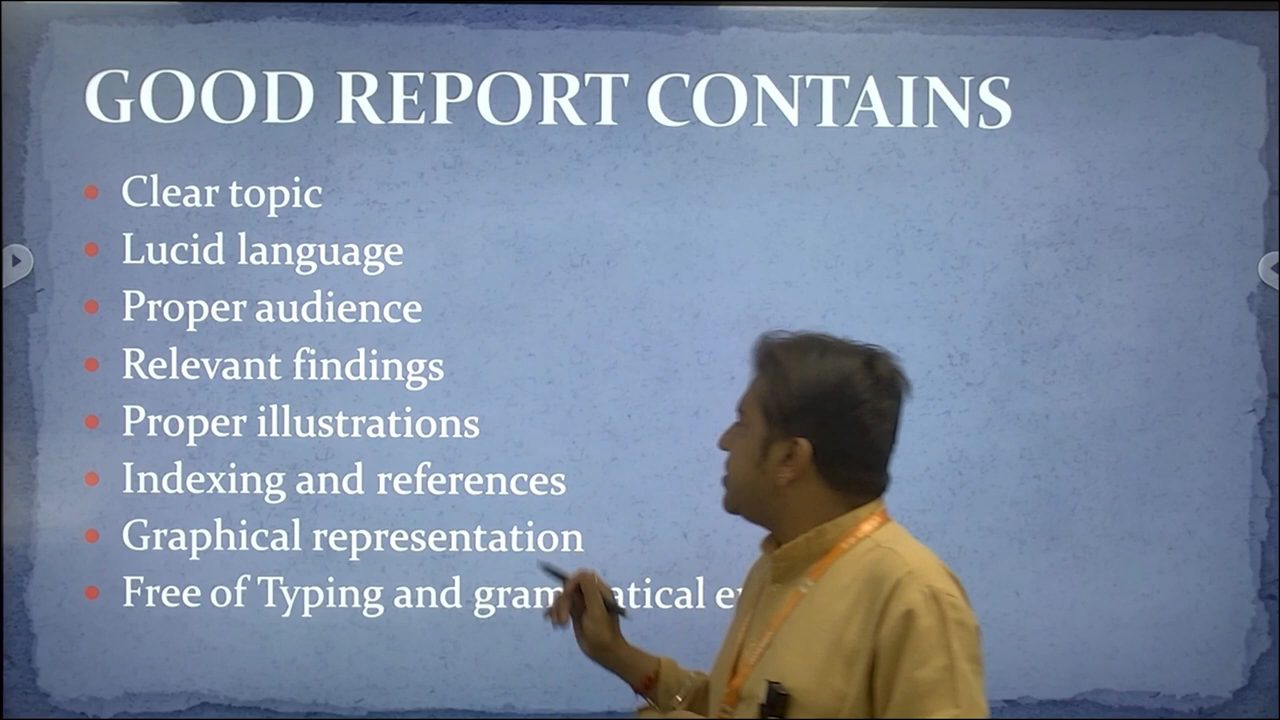 GOOD REPORT CONTAINS
Clear topic
Lucid language
Proper audience
Relevant findings
Proper illustrations
Indexing and references
Graphical representation
Free of Typing and